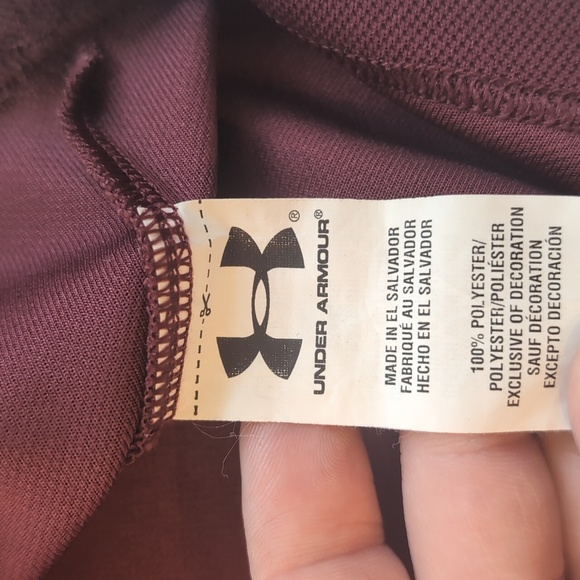 ®
UNDER ARMOUR®
MADE IN EL SALVADOR
FABRIQUÉ AU SALVADOR
HECHO EN EL SALVADOR
100% POLYESTER/
POLYESTER/POLIÉSTER
EXCLUSIVE OF DECORATION
SAUF DÉCORATION
EXCEPTO DECORACIÓN